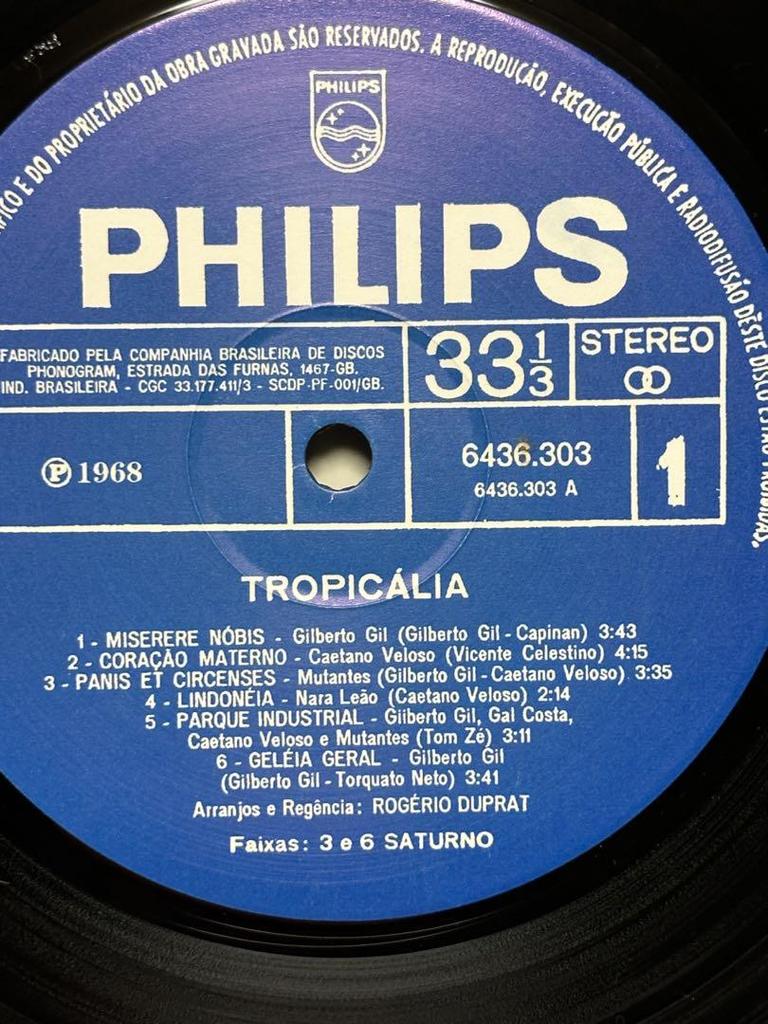 FICO E DO PROPRIETÁRIO DA OBRA GRAVADA SÃO RESERVADOS. A REPRODUÇÃO, EXECUÇÃO PÚBLICA E RADIODIFUSÃO DÊSTE DISCO ESTÃO PROIBIDAS.
PHILIPS
PHILIPS
FABRICADO PELA COMPANHIA BRASILEIRA DE DISCOS
PHONOGRAM, ESTRADA DAS FURNAS, 1467-GB.
IND. BRASILEIRA - CGC 33.177.411/3 - SCDP-PF-001/GB.
33 1/3
STEREO
Ⓟ 1968
6436.303
6436.303 A
1
TROPICÁLIA
1 - MISERERE NÓBIS - Gilberto Gil (Gilberto Gil - Capinan) 3:43
2 - CORAÇÃO MATERNO - Caetano Veloso (Vicente Celestino) 4:15
3 - PANIS ET CIRCENSES - Mutantes (Gilberto Gil - Caetano Veloso) 3:35
4 - LINDONÉIA - Nara Leão (Caetano Veloso) 2:14
5 - PARQUE INDUSTRIAL - Gilberto Gil, Gal Costa,
Caetano Veloso e Mutantes (Tom Zé) 3:11
6 - GELÉIA GERAL - Gilberto Gil
(Gilberto Gil - Torquato Neto) 3:41
Arranjos e Regência: ROGÉRIO DUPRAT
Faixas: 3 e 6 SATURNO